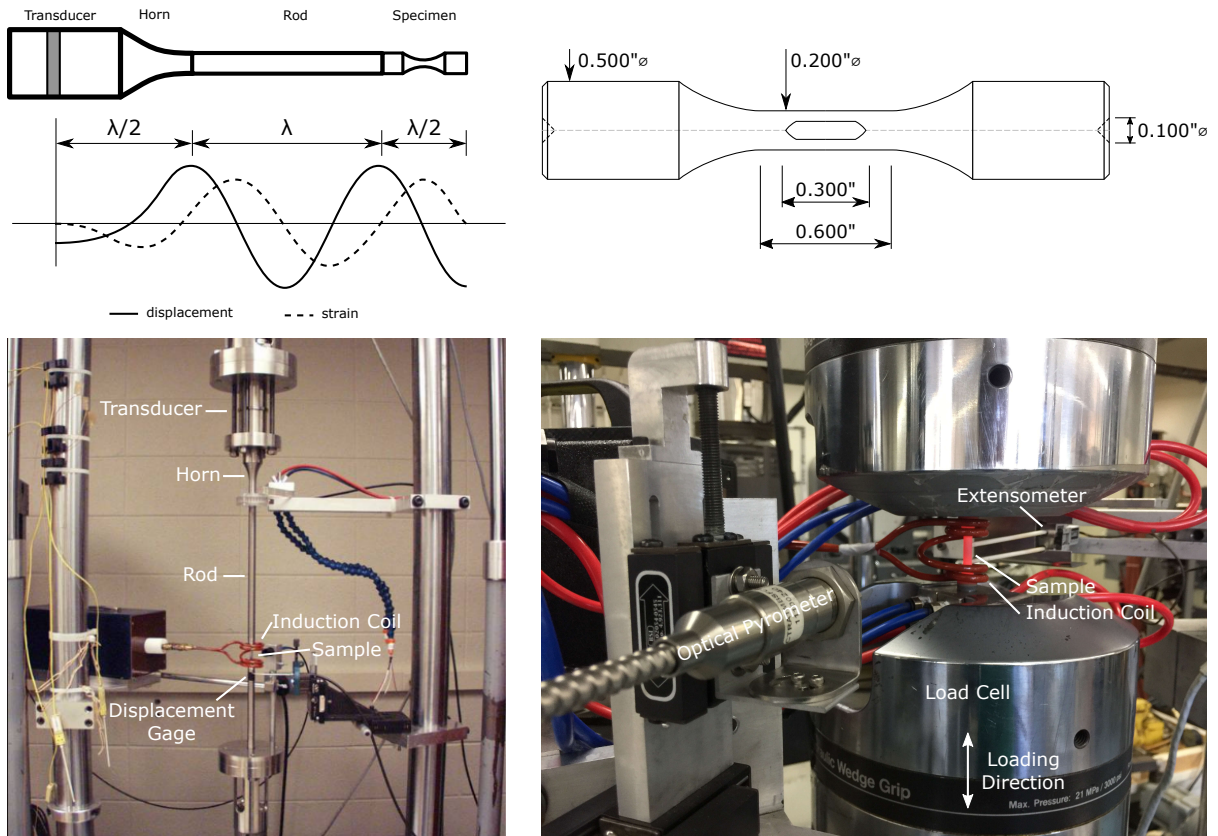 Transducer Horn Rod Specimen
λ/2 λ λ/2
displacement strain
0.500"⌀ 0.200"⌀
0.100"⌀
0.300"
0.600"
Transducer
Horn
Rod
Induction Coil
Sample
Displacement
Gage
Extensometer
Sample
Induction Coil
Optical Pyrometer
Load Cell
Loading
Direction
Wedge Grip
Max. Pressure: 21 MPa / 3000